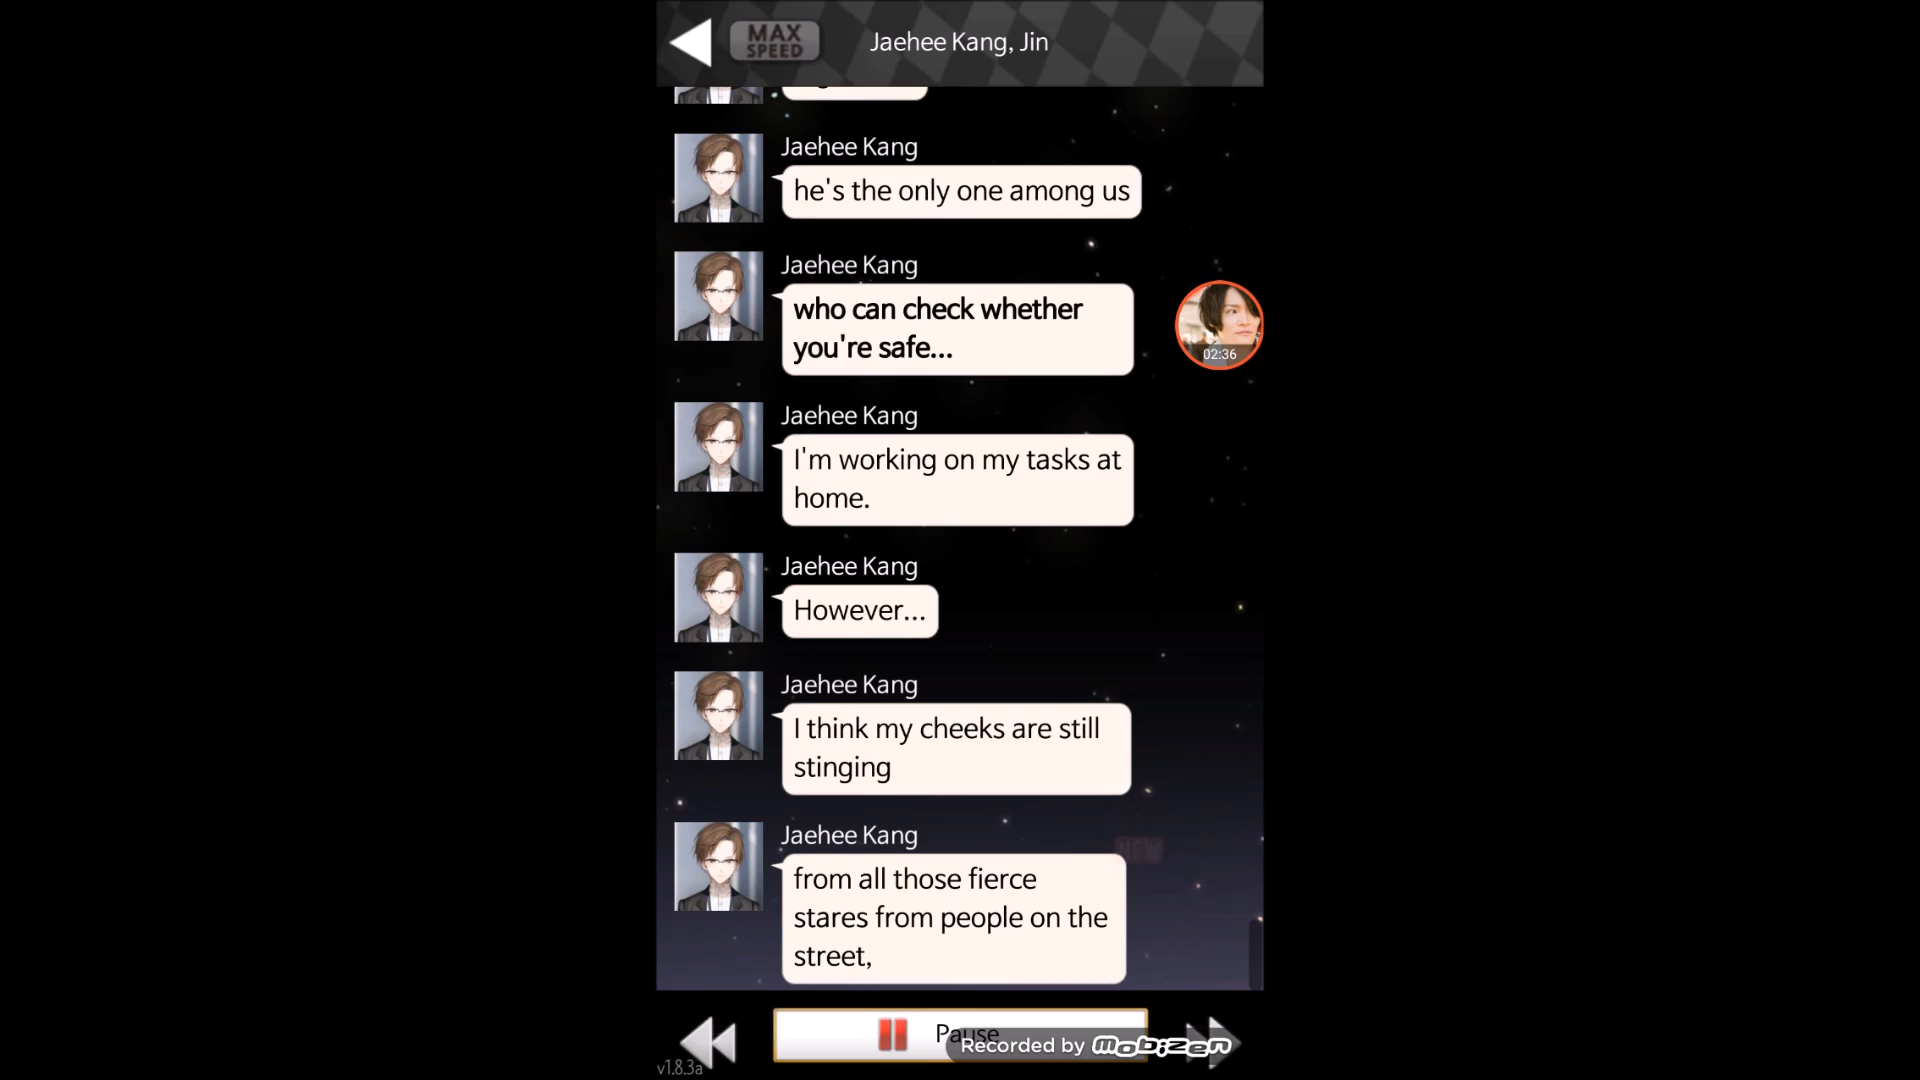 MAX
SPEED
Jaehee Kang, Jin
Jaehee Kang
he's the only one among us
Jaehee Kang
who can check whether
you're safe...
02:36
Jaehee Kang
I'm working on my tasks at
home.
Jaehee Kang
However...
Jaehee Kang
I think my cheeks are still
stinging
Jaehee Kang
NEW
from all those fierce
stares from people on the
street,
Pause
Recorded by Mobizen
v1.8.3a